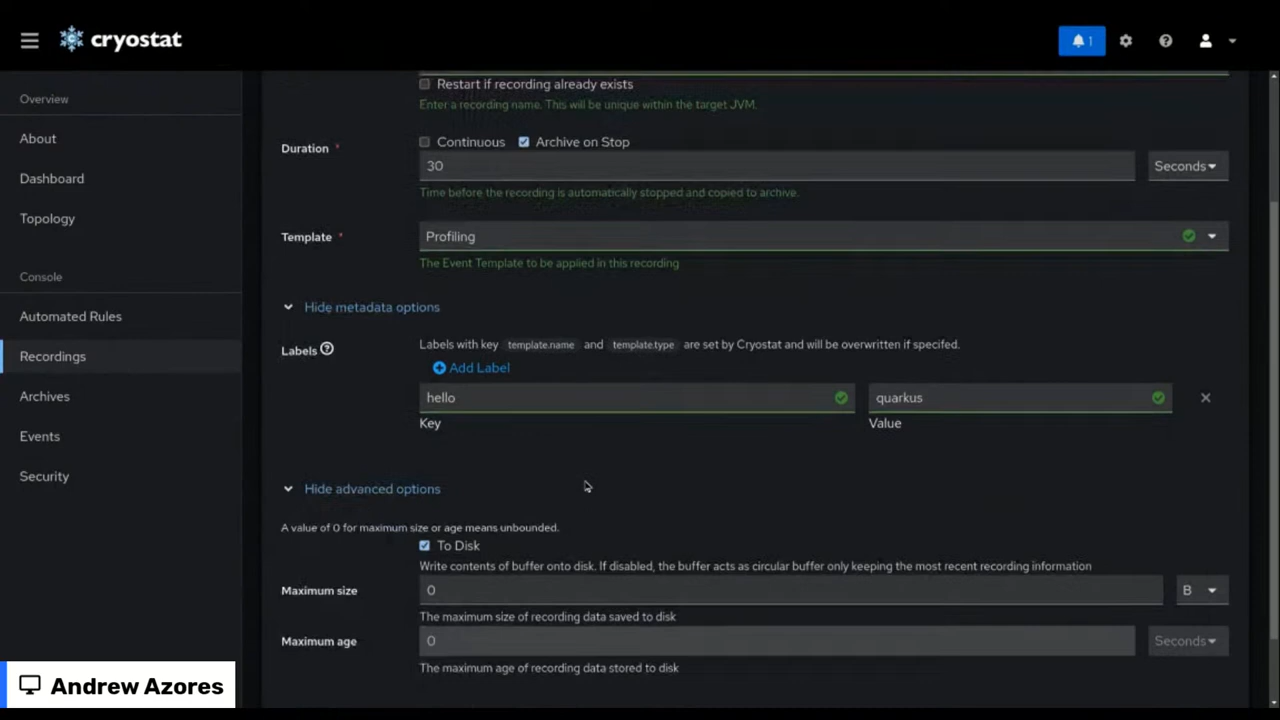 cryostat
1
Overview
About
Dashboard
Topology
Console
Automated Rules
Recordings
Archives
Events
Security
Restart if recording already exists
Enter a recording name. This will be unique within the target JVM.
Duration *
Continuous
Archive on Stop
30
Seconds
Time before the recording is automatically stopped and copied to archive.
Template *
Profiling
The Event Template to be applied in this recording
Hide metadata options
Labels
Labels with key template.name and template.type are set by Cryostat and will be overwritten if specifed.
Add Label
hello
quarkus
Key
Value
Hide advanced options
A value of 0 for maximum size or age means unbounded.
To Disk
Write contents of buffer onto disk. If disabled, the buffer acts as circular buffer only keeping the most recent recording information
Maximum size
0
B
The maximum size of recording data saved to disk
Maximum age
0
Seconds
The maximum age of recording data stored to disk
Andrew Azores